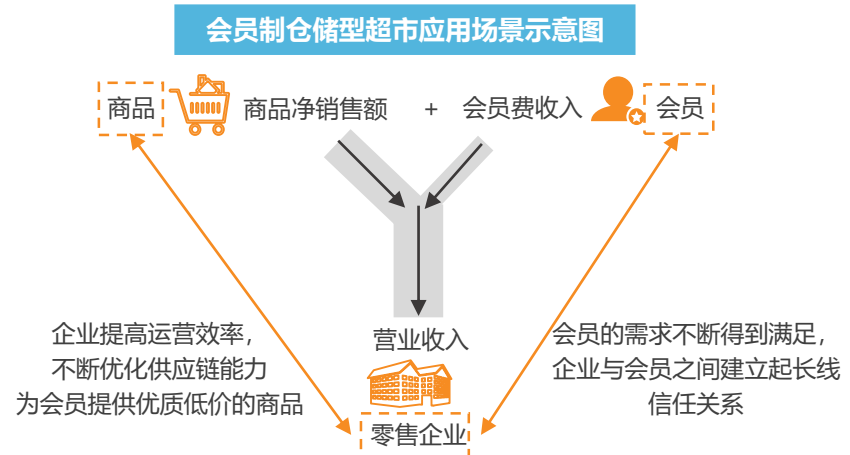 会员制仓储型超市应用场景示意图
商品 商品净销售额 + 会员费收入 会员
企业提高运营效率，
不断优化供应链能力
为会员提供优质低价的商品
营业收入
零售企业
会员的需求不断得到满足，
企业与会员之间建立起长线
信任关系